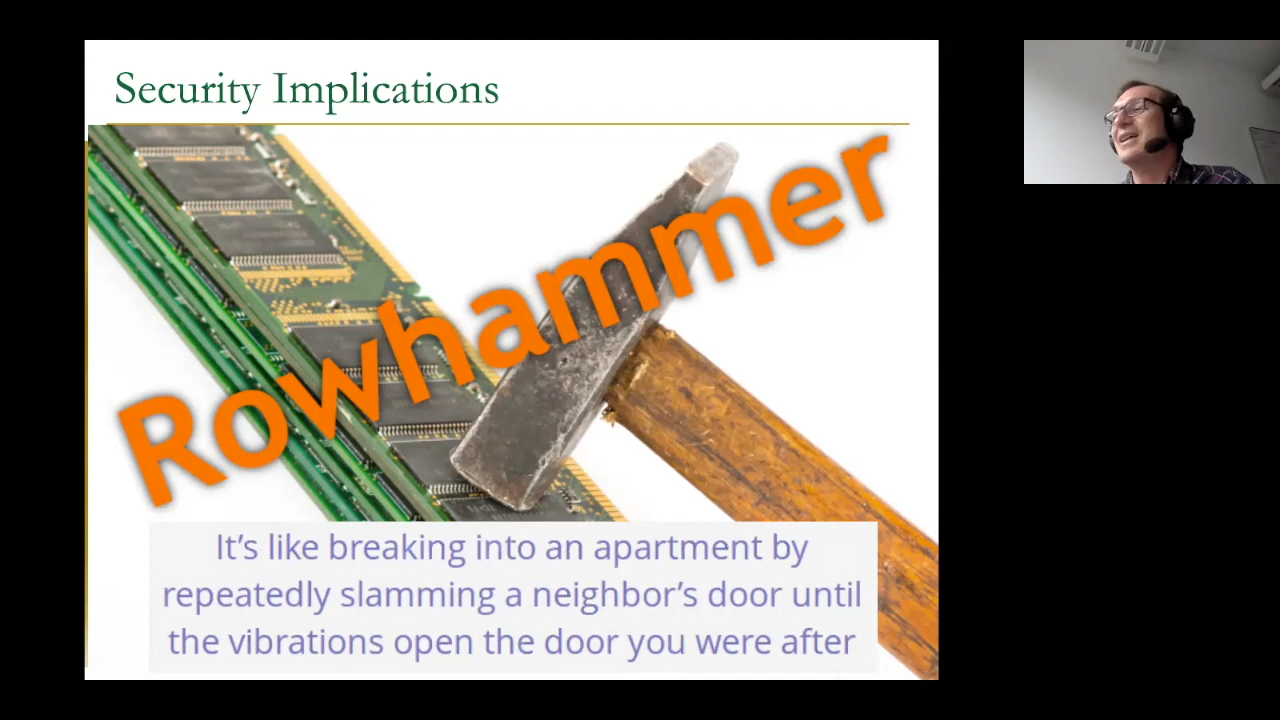 Security Implications
Rowhammer
It's like breaking into an apartment by
repeatedly slamming a neighbor's door until
the vibrations open the door you were after